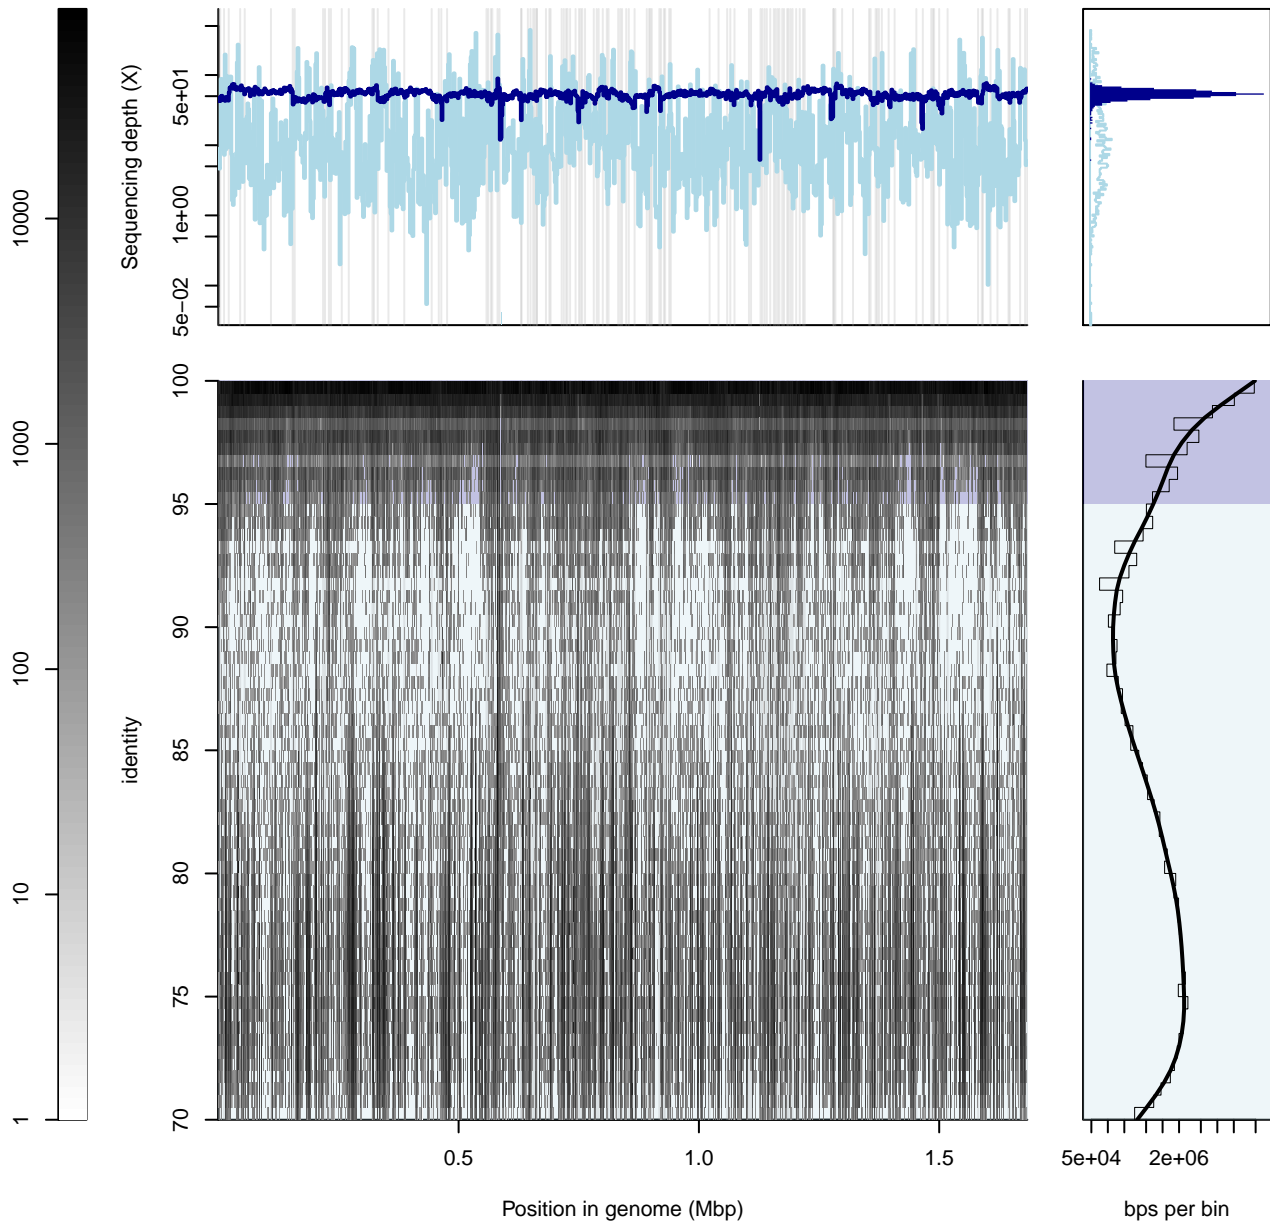 10000
1000
100
10
1
Sequencing depth (X)
5e+01
1e+00
5e−02
identity
100
95
90
85
80
75
70
0.5
1.0
1.5
Position in genome (Mbp)
5e+04
2e+06
bps per bin